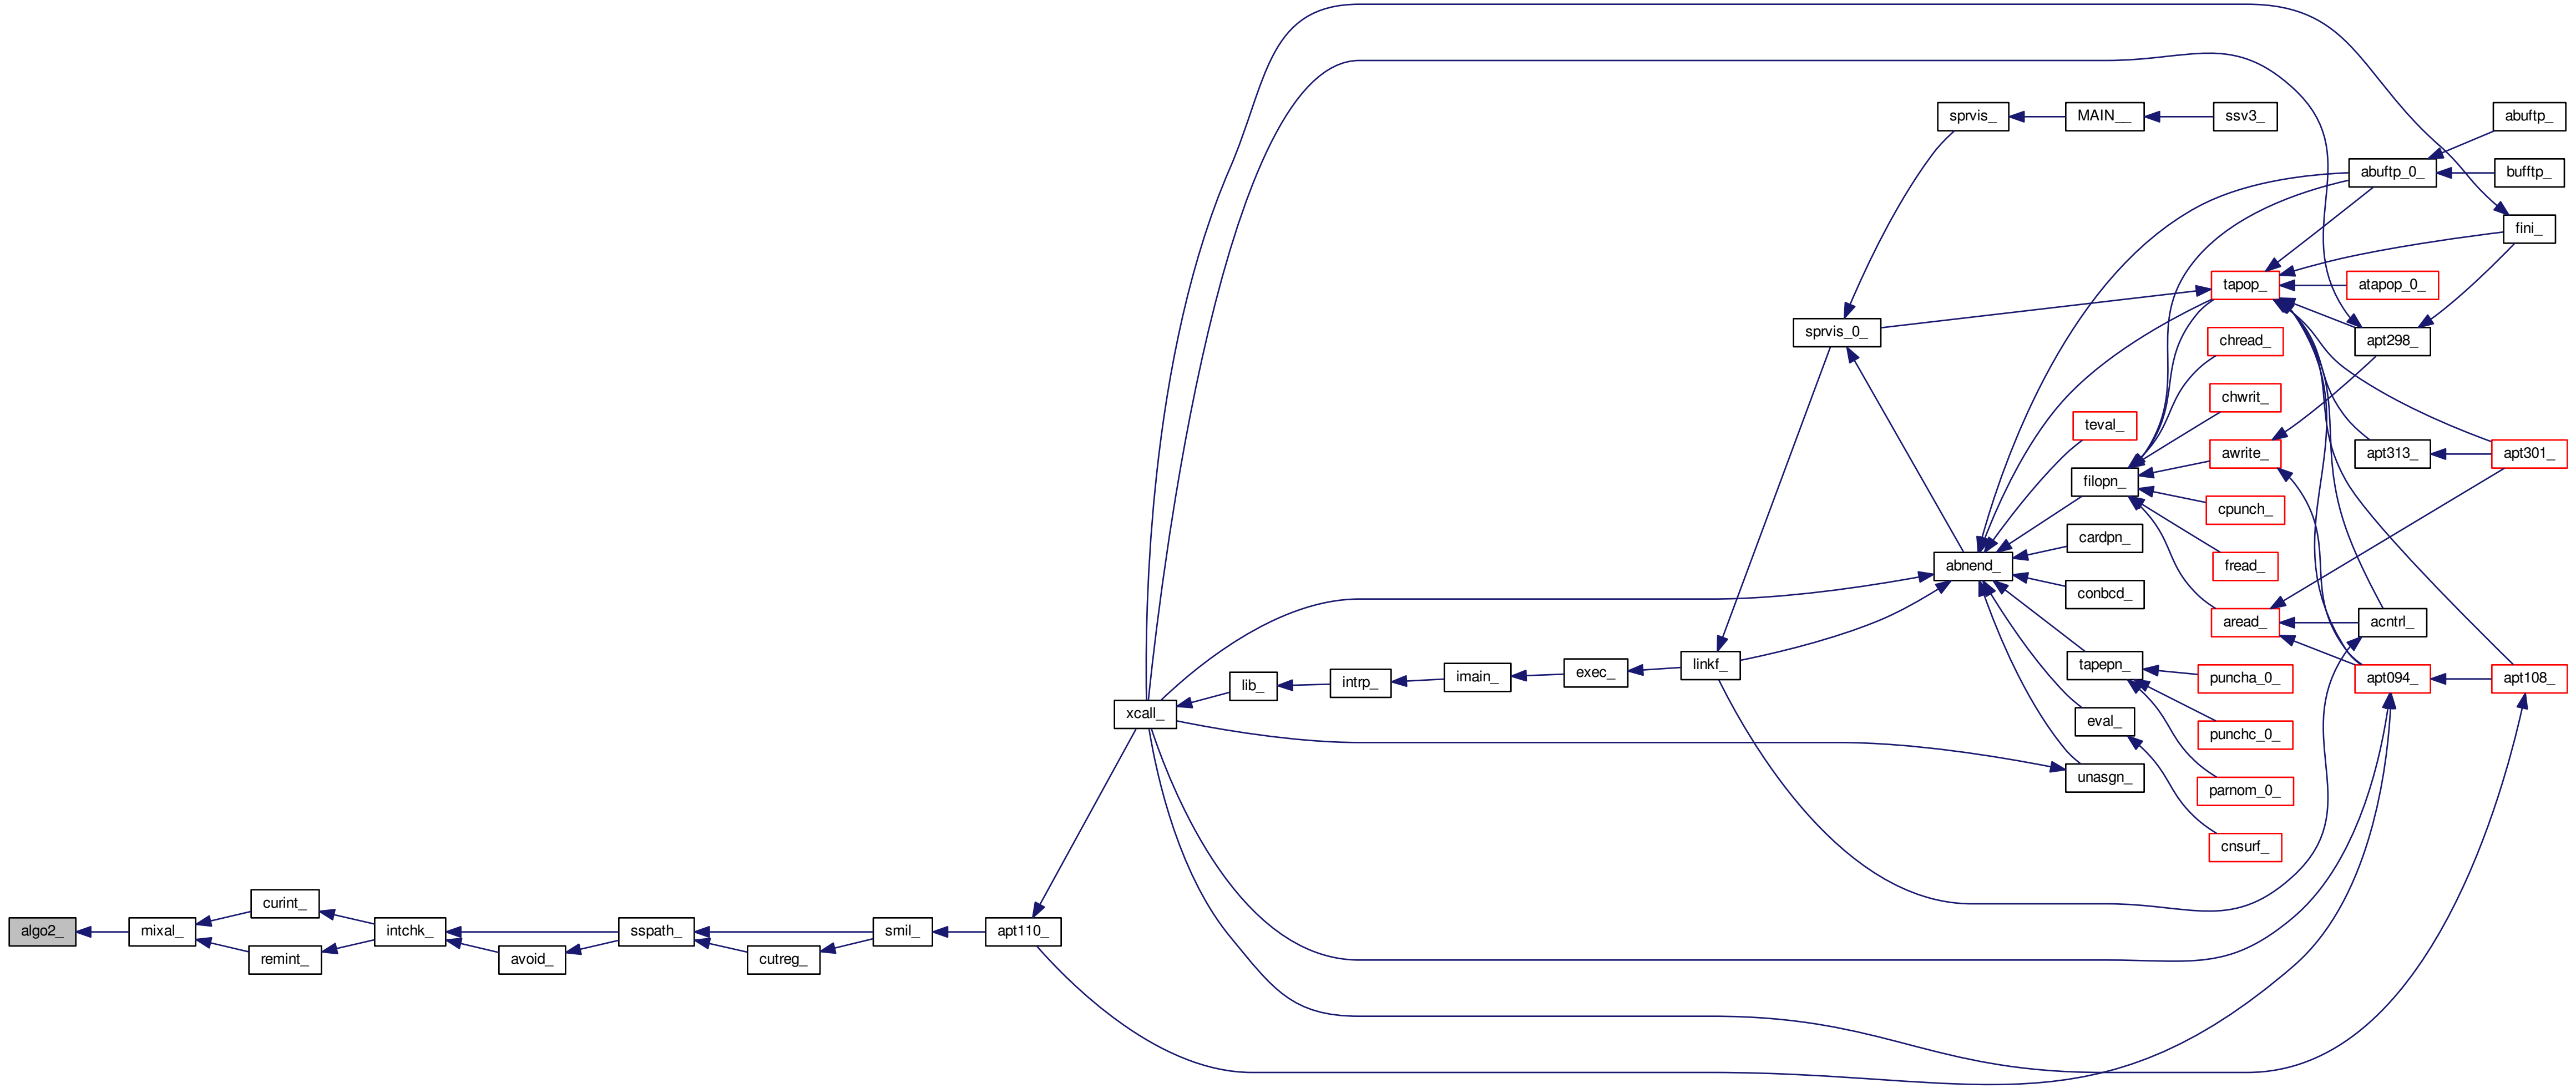 algo2_
mixal_
curint_
remint_
intchk_
avoid_
sspath_
cutreg_
smil_
apt110_
xcall_
lib_
intrp_
imain_
exec_
linkf_
sprvis_0_
sprvis_
MAIN__
ssv3_
abnend_
teval_
filopn_
cardpn_
conbcd_
tapepn_
eval_
unasgn_
tapop_
chread_
chwrit_
awrite_
cpunch_
fread_
aread_
puncha_0_
punchc_0_
parnom_0_
cnsurf_
abuftp_0_
atapop_0_
apt298_
apt313_
acntrl_
apt094_
abuftp_
bufftp_
fini_
apt301_
apt108_